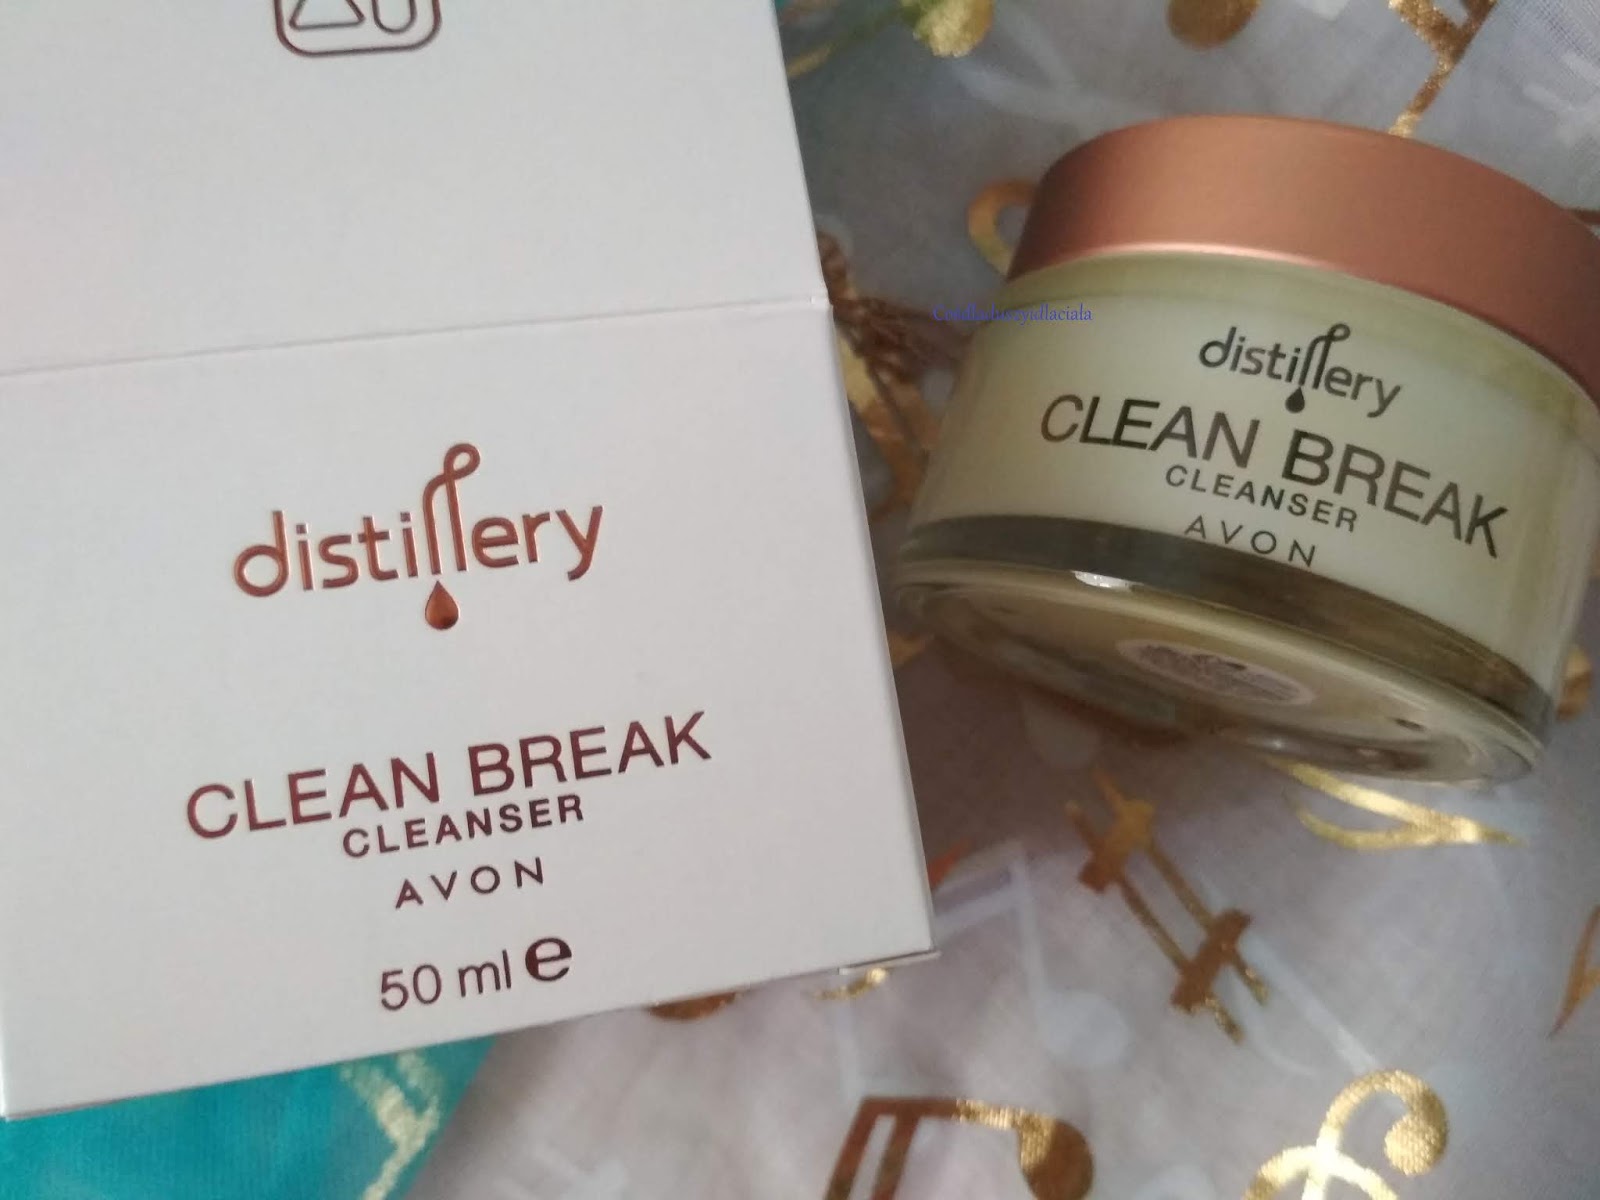 distillery
CLEAN BREAK
CLEANSER
AVON
50 ml e
distillery
CLEAN BREAK
CLEANSER
AVON